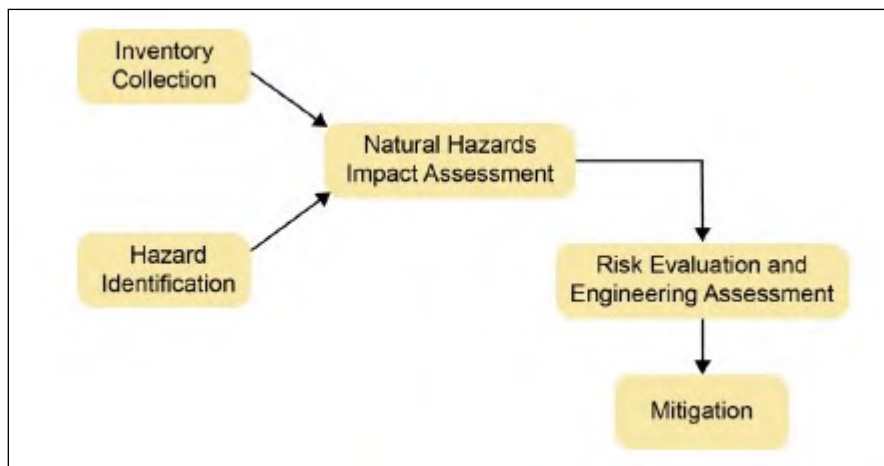 Inventory
Collection
Natural Hazards
Impact Assessment
Hazard
Identification
Risk Evaluation and
Engineering Assessment
Mitigation